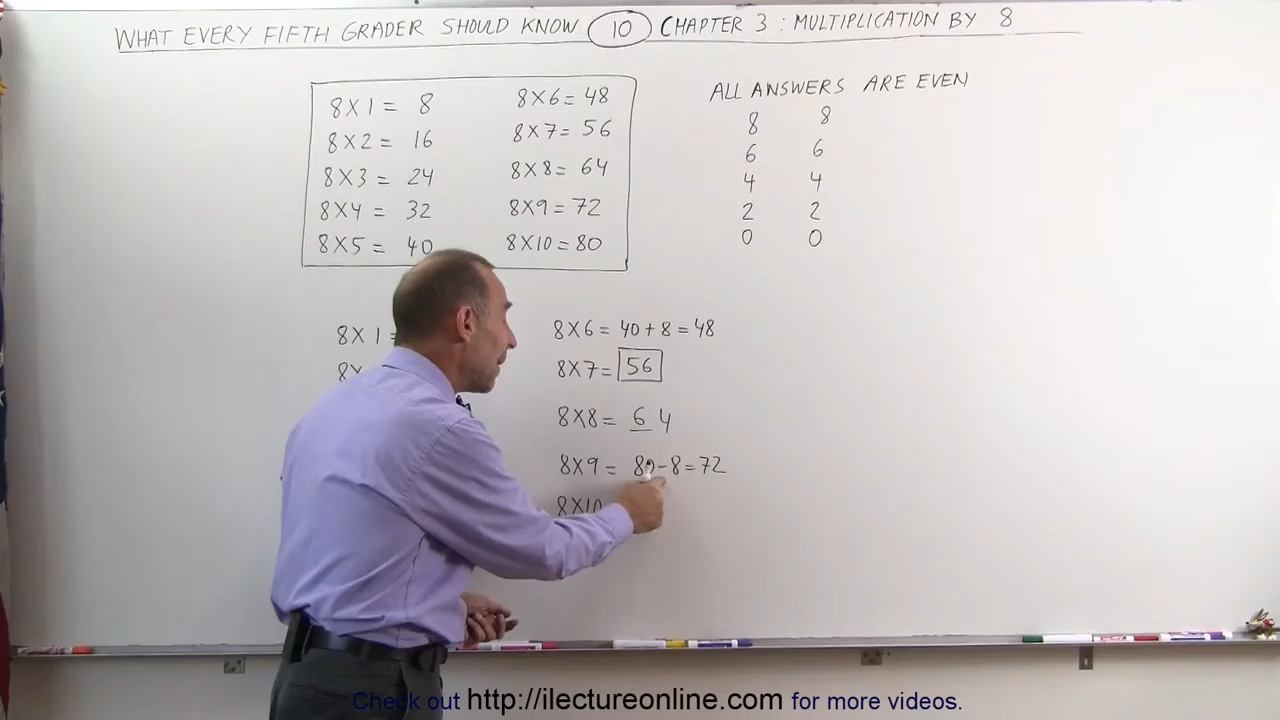 WHAT EVERY FIFTH GRADER SHOULD KNOW 10 CHAPTER 3 : MULTIPLICATION BY 8
8X1 = 8
8X2 = 16
8X3 = 24
8X4 = 32
8X5 = 40
8X6=48
8X7=56
8X8=64
8X9=72
8X10=80
ALL ANSWERS ARE EVEN
8 8
6 6
4 4
2 2
0 0
8X1=
8X
8X6= 40+8=48
8X7= 56
8X8= 6 4
8X9= 80-8=72
8X10
Check out http://ilectureonline.com for more videos.